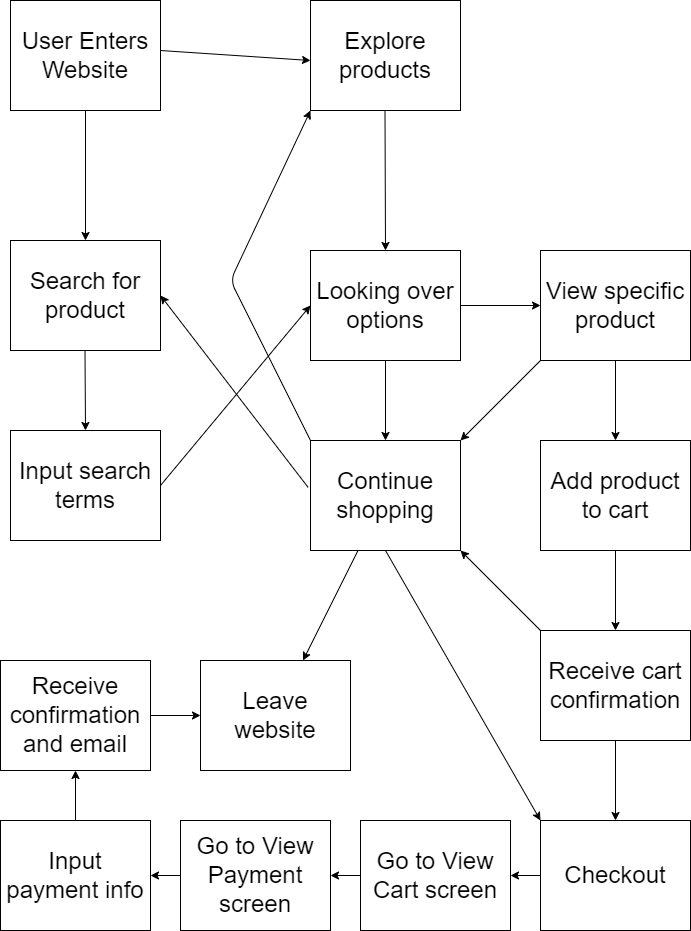 User Enters
Website
Explore
products
Search for
product
Looking over
options
View specific
product
Input search
terms
Continue
shopping
Add product
to cart
Receive
confirmation
and email
Leave
website
Receive cart
confirmation
Input
payment info
Go to View
Payment
screen
Go to View
Cart screen
Checkout